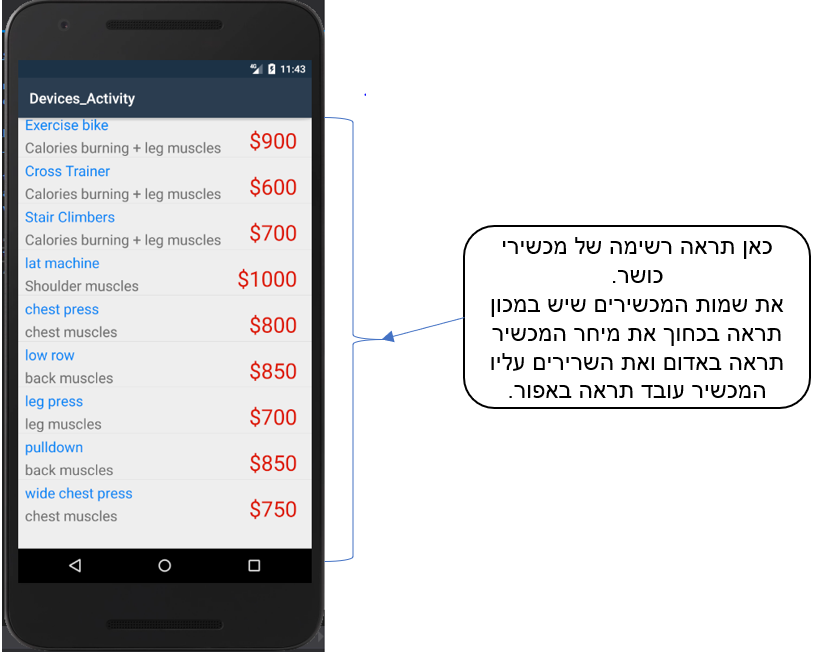 4G 11:43
Devices_Activity
Exercise bike
Calories burning + leg muscles
$900
Cross Trainer
Calories burning + leg muscles
$600
Stair Climbers
Calories burning + leg muscles
$700
lat machine
Shoulder muscles
$1000
chest press
chest muscles
$800
low row
back muscles
$850
leg press
leg muscles
$700
pulldown
back muscles
$850
wide chest press
chest muscles
$750
כאן תראה רשימה של מכשירי
כושר.
את שמות המכשירים שיש במכון
תראה בכחוך את מיחר המכשיר
תראה באדום ואת השרירים עליו
המכשיר עובד תראה באפור.